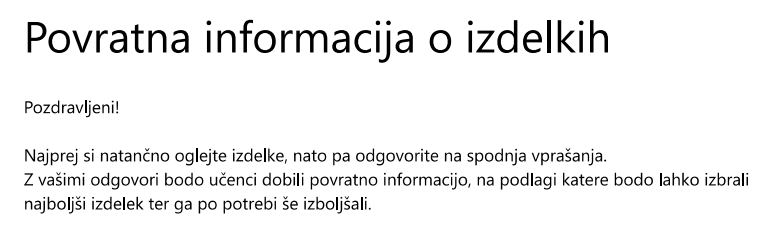 Povratna informacija o izdelkih
Pozdravljeni!
Najprej si natančno oglejte izdelke, nato pa odgovorite na spodnja vprašanja.
Z vašimi odgovori bodo učenci dobili povratno informacijo, na podlagi katere bodo lahko izbrali
najboljši izdelek ter ga po potrebi še izboljšali.